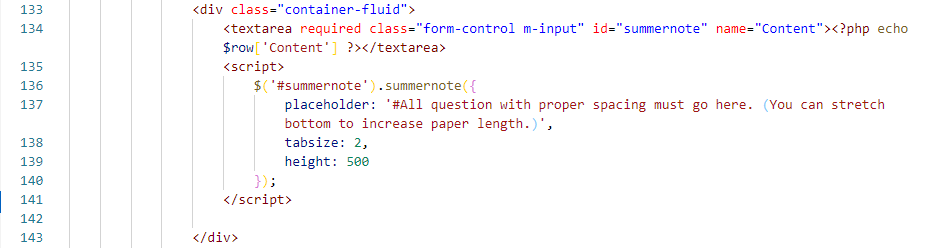 133 <div class="container-fluid">
134 <textarea required class="form-control m-input" id="summernote" name="Content"><?php echo
$row['Content'] ?></textarea>
135 <script>
136 $('#summernote').summernote({
137 placeholder: '#All question with proper spacing must go here. (You can stretch
bottom to increase paper length.)',
138 tabsize: 2,
139 height: 500
140 });
141 </script>
142
143 </div>